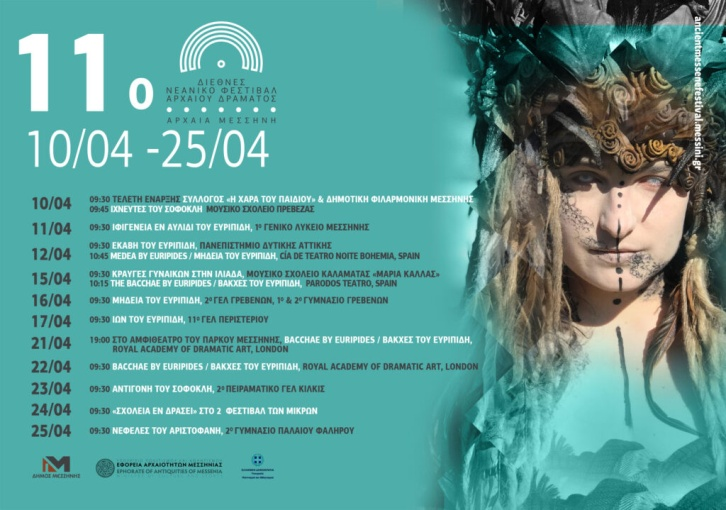 11ο
ΔΙΕΘΝΕΣ
ΝΕΑΝΙΚΟ ΦΕΣΤΙΒΑΛ
ΑΡΧΑΙΟΥ ΔΡΑΜΑΤΟΣ
ΑΡΧΑΙΑ ΜΕΣΣΗΝΗ
10/04 -25/04
ancientmessenefestival.messini.gr
10/04 09:30 ΤΕΛΕΤΗ ΕΝΑΡΞΗΣ ΣΥΛΛΟΓΟΣ «Η ΧΑΡΑ ΤΟΥ ΠΑΙΔΙΟΥ» & ΔΗΜΟΤΙΚΗ ΦΙΛΑΡΜΟΝΙΚΗ ΜΕΣΣΗΝΗΣ
09:45 ΙΧΝΕΥΤΕΣ ΤΟΥ ΣΟΦΟΚΛΗ ΜΟΥΣΙΚΟ ΣΧΟΛΕΙΟ ΠΡΕΒΕΖΑΣ
11/04 09:30 ΙΦΙΓΕΝΕΙΑ ΕΝ ΑΥΛΙΔΙ ΤΟΥ ΕΥΡΙΠΙΔΗ, 1ο ΓΕΝΙΚΟ ΛΥΚΕΙΟ ΜΕΣΣΗΝΗΣ
12/04 09:30 ΕΚΑΒΗ ΤΟΥ ΕΥΡΙΠΙΔΗ, ΠΑΝΕΠΙΣΤΗΜΙΟ ΔΥΤΙΚΗΣ ΑΤΤΙΚΗΣ
10:45 MEDEA BY EURIPIDES / ΜΗΔΕΙΑ ΤΟΥ ΕΥΡΙΠΙΔΗ, CÍA DE TEATRO NOITE BOHEMIA, SPAIN
15/04 09:30 ΚΡΑΥΓΕΣ ΓΥΝΑΙΚΩΝ ΣΤΗΝ ΙΛΙΑΔΑ, ΜΟΥΣΙΚΟ ΣΧΟΛΕΙΟ ΚΑΛΑΜΑΤΑΣ «ΜΑΡΙΑ ΚΑΛΛΑΣ»
10:15 THE BACCHAE BY EURIPIDES / ΒΑΚΧΕΣ ΤΟΥ ΕΥΡΙΠΙΔΗ, PARODOS TEATRO, SPAIN
16/04 09:30 ΜΗΔΕΙΑ ΤΟΥ ΕΥΡΙΠΙΔΗ, 2ο ΓΕΛ ΓΡΕΒΕΝΩΝ, 1ο & 2ο ΓΥΜΝΑΣΙΟ ΓΡΕΒΕΝΩΝ
17/04 09:30 ΙΩΝ ΤΟΥ ΕΥΡΙΠΙΔΗ, 11ο ΓΕΛ ΠΕΡΙΣΤΕΡΙΟΥ
21/04 19:00 ΣΤΟ ΑΜΦΙΘΕΑΤΡΟ ΤΟΥ ΠΑΡΚΟΥ ΜΕΣΣΗΝΗΣ, BACCHAE BY EURIPIDES / ΒΑΚΧΕΣ ΤΟΥ ΕΥΡΙΠΙΔΗ,
ROYAL ACADEMY OF DRAMATIC ART, LONDON
22/04 09:30 BACCHAE BY EURIPIDES / ΒΑΚΧΕΣ ΤΟΥ ΕΥΡΙΠΙΔΗ, ROYAL ACADEMY OF DRAMATIC ART, LONDON
23/04 09:30 ΑΝΤΙΓΟΝΗ ΤΟΥ ΣΟΦΟΚΛΗ, 2ο ΠΕΙΡΑΜΑΤΙΚΟ ΓΕΛ ΚΙΛΚΙΣ
24/04 09:30 «ΣΧΟΛΕΙΑ ΕΝ ΔΡΑΣΕΙ» ΣΤΟ 2 ΦΕΣΤΙΒΑΛ ΤΩΝ ΜΙΚΡΩΝ
25/04 09:30 ΝΕΦΕΛΕΣ ΤΟΥ ΑΡΙΣΤΟΦΑΝΗ, 2ο ΓΥΜΝΑΣΙΟ ΠΑΛΑΙΟΥ ΦΑΛΗΡΟΥ
ΔΗΜΟΣ ΜΕΣΣΗΝΗΣ
ΕΦΟΡΕΙΑ ΑΡΧΑΙΟΤΗΤΩΝ ΜΕΣΣΗΝΙΑΣ
EPHORATE OF ANTIQUITIES OF MESSENIA